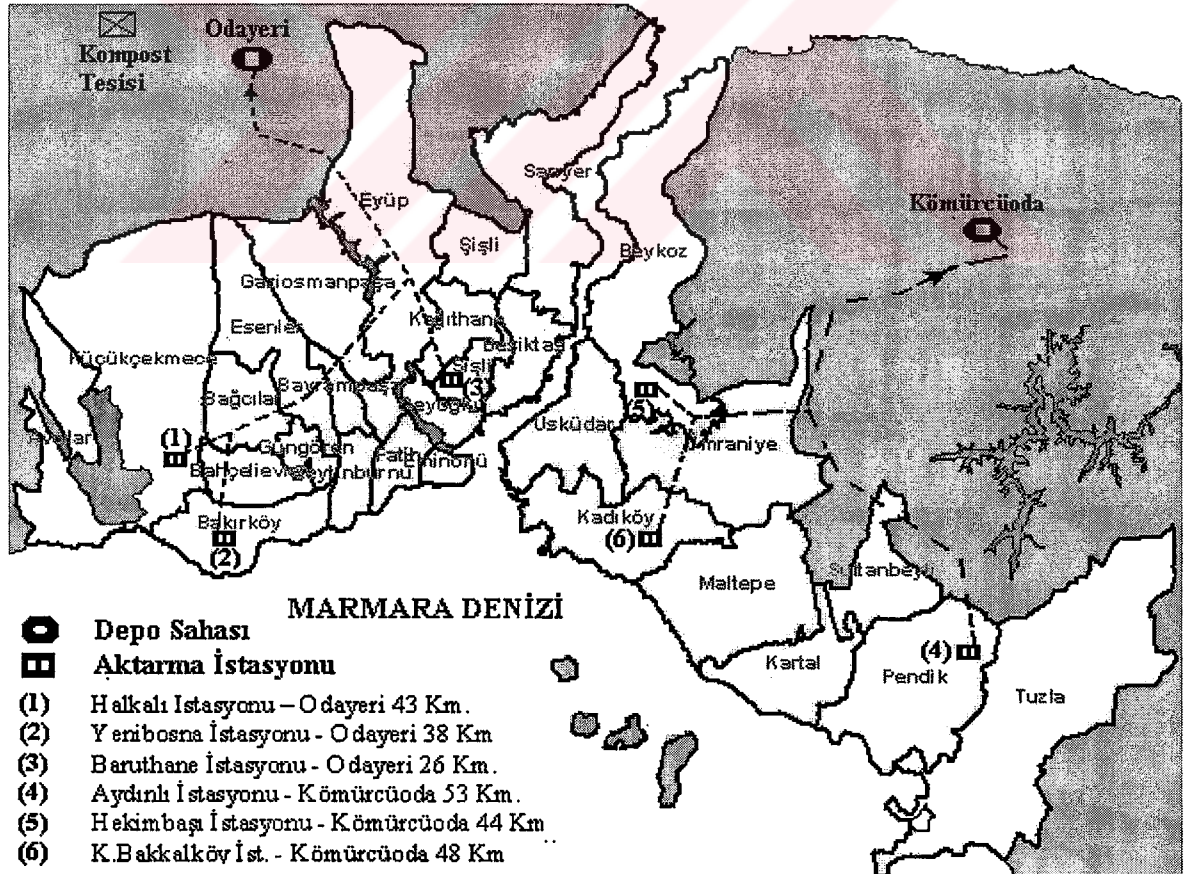 Odayeri
Kompost
Tesisi
Sarıyer
Eyüp
Kömürcüoda
Şişli
Beykoz
Gaziosmanpaşa
Kağıthane
Esenler
Beşiktaş
Küçükçekmece
Şişli
Bayrampaşa
(3)
Bağcılar
Beyoğlu
(5)
Üsküdar
Ümraniye
Avcılar
(1)
Güngören
Fatih
Eminönü
Bahçelievler
Zeytinburnu
Bakırköy
Kadıköy
(2)
(6)
Maltepe
Sultanbeyli
MARMARA DENİZİ
Depo Sahası
Aktarma İstasyonu
Kartal
(4)
Pendik
Tuzla
(1) Halkalı Istasyonu – Odayeri 43 Km.
(2) Yenibosna İstasyonu - Odayeri 38 Km
(3) Baruthane İstasyonu - Odayeri 26 Km.
(4) Aydınlı İstasyonu - Kömürcüoda 53 Km.
(5) Hekimbaşı İstasyonu - Kömürcüoda 44 Km
(6) K.Bakkalköy İst. - Kömürcüoda 48 Km